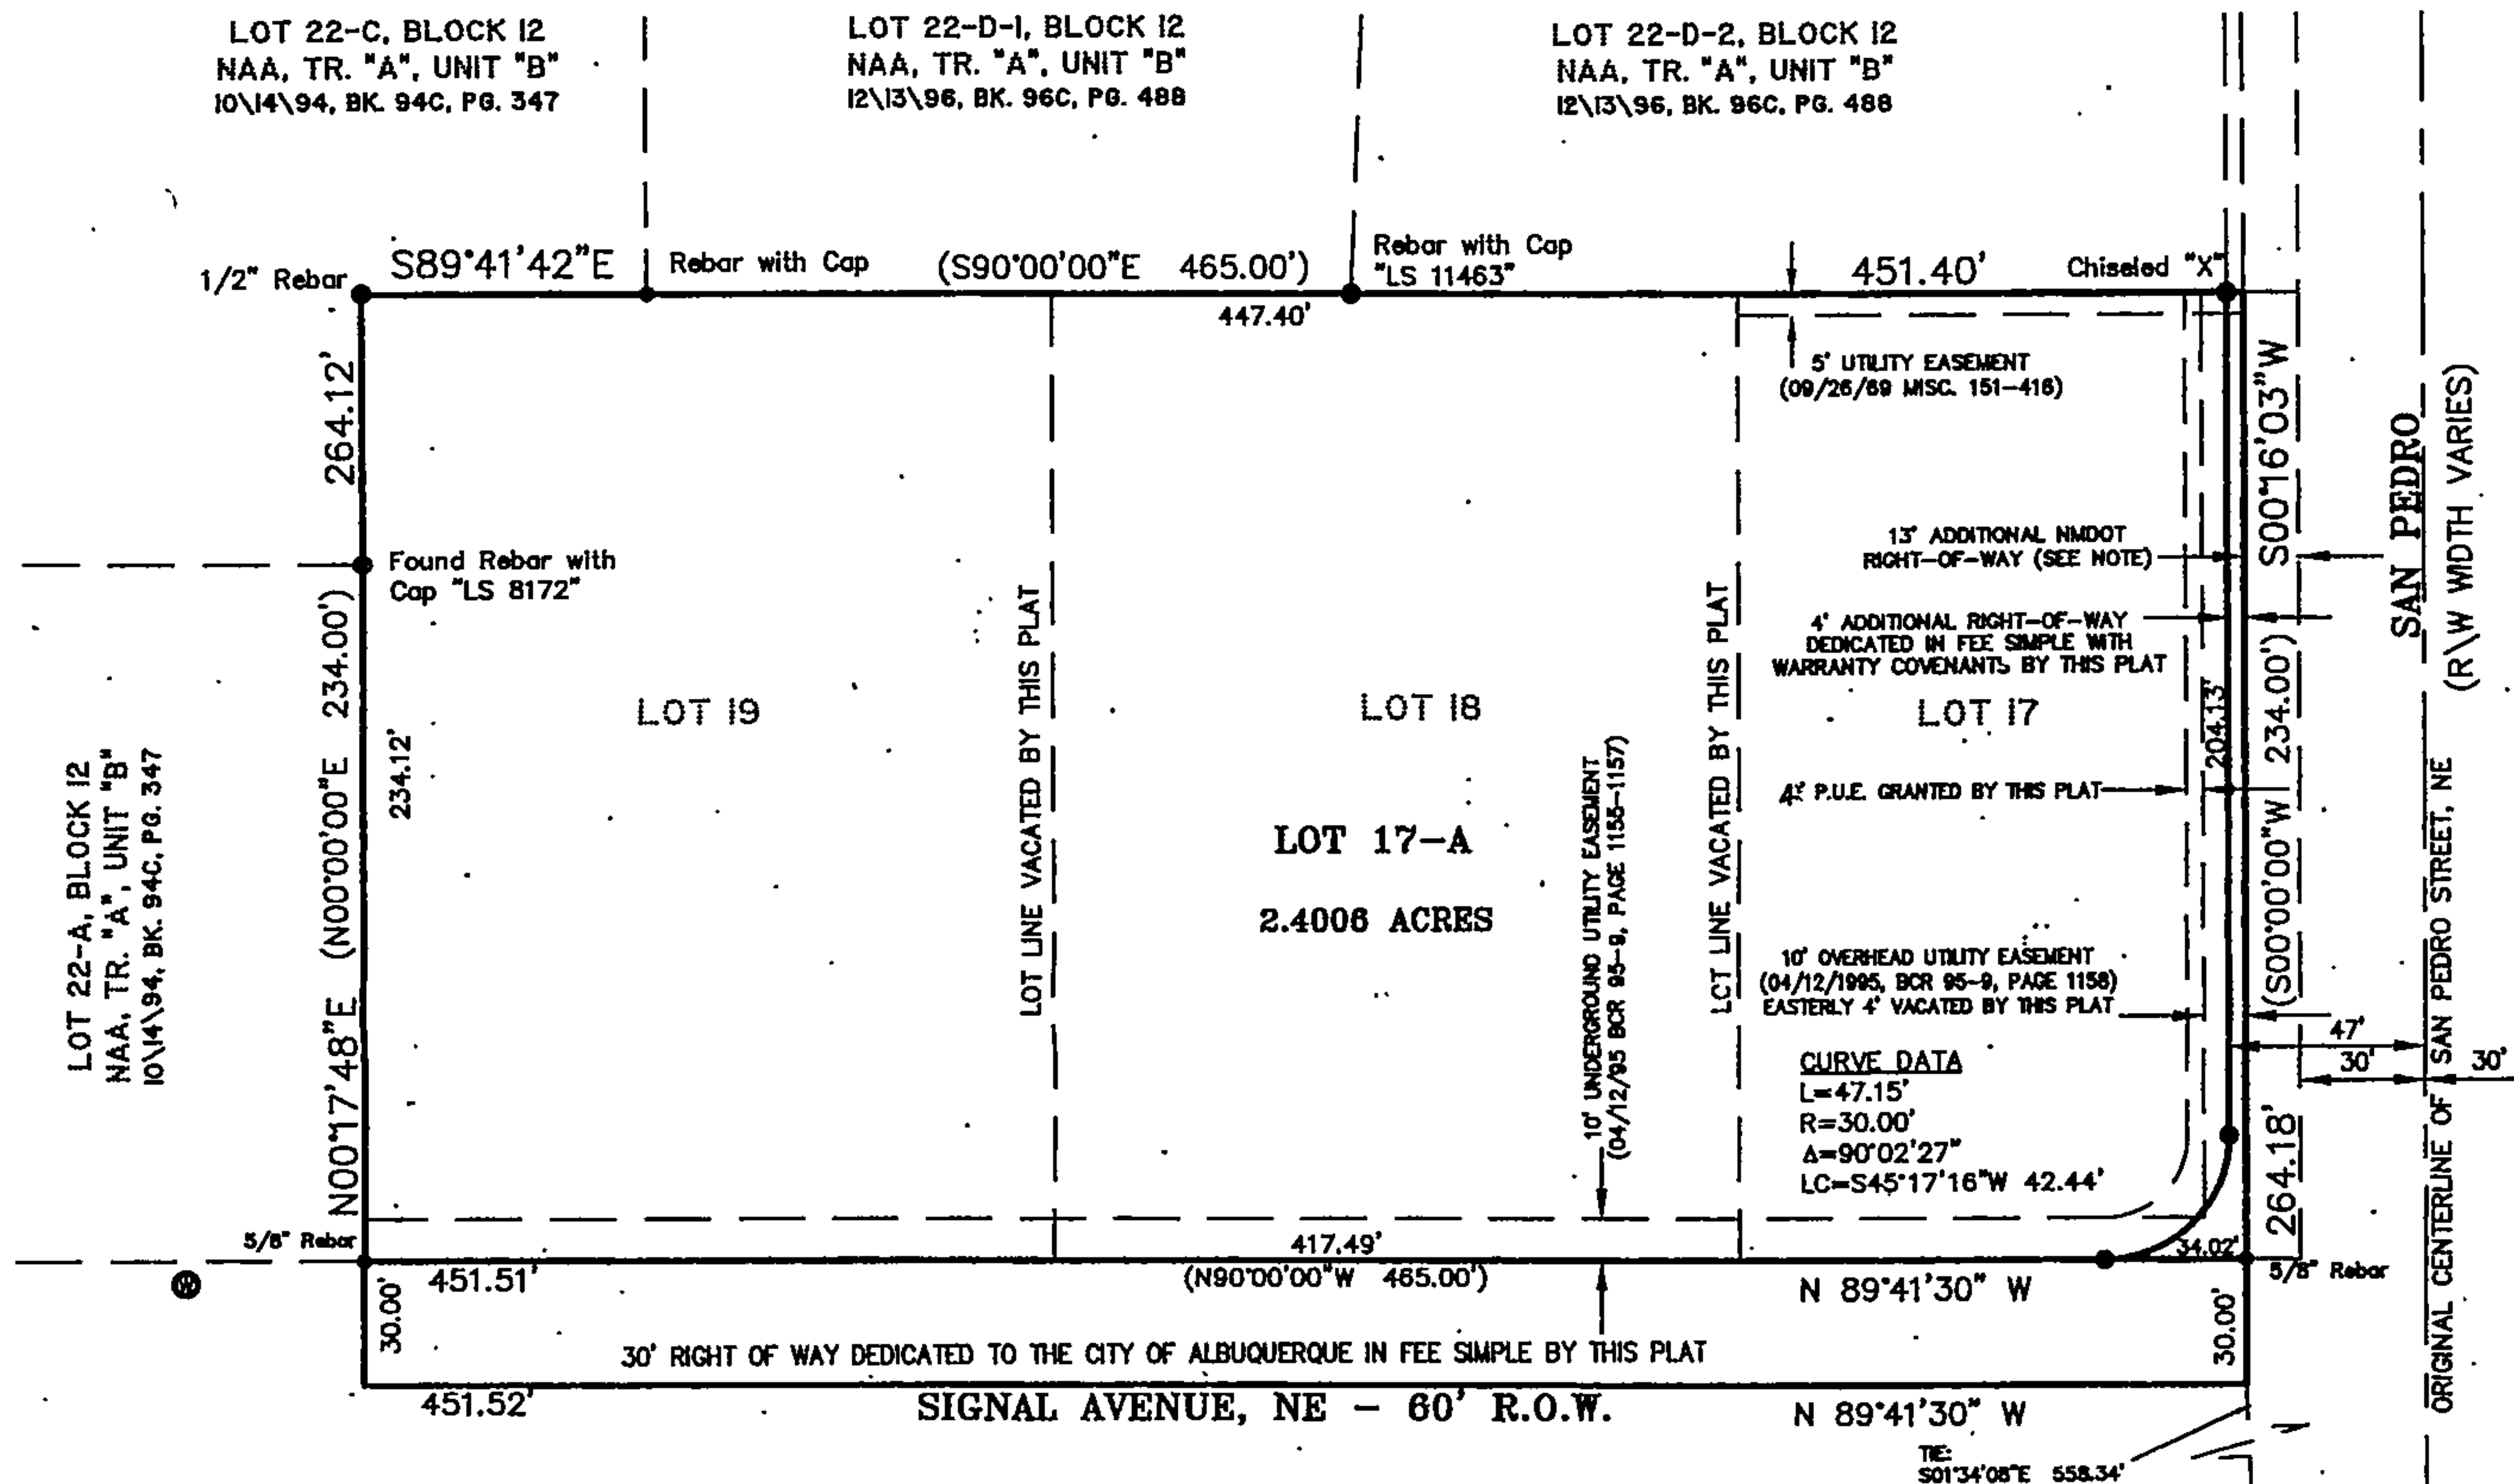 LOT 22-C, BLOCK 12
NAA, TR. "A", UNIT "B"
10\14\94, BK. 94C, PG. 347
LOT 22-D-1, BLOCK 12
NAA, TR. "A", UNIT "B"
12\13\96, BK. 96C, PG. 488
LOT 22-D-2, BLOCK 12
NAA, TR. "A", UNIT "B"
12\13\96, BK. 96C, PG. 488
1/2" Rebar
S89°41'42"E
Rebar with Cap
(S90°00'00"E 465.00')
Rebar with Cap
"LS 11463"
451.40'
Chiseled "X"
447.40'
5' UTILITY EASEMENT
(09/26/69 MISC. 151-416)
264.12'
Found Rebar with
Cap "LS 8172"
(N00°00'00"E 234.00')
234.12'
N00°17'48"E
LOT 22-A, BLOCK 12
NAA, TR. "A", UNIT "B"
10\14\94, BK. 94C, PG. 347
LOT 19
LOT LINE VACATED BY THIS PLAT
LOT 18
LOT 17-A
2.4006 ACRES
10' UNDERGROUND UTILITY EASEMENT
(04/12/95 BCR 95-9, PAGE 1155-1157)
LOT LINE VACATED BY THIS PLAT
13' ADDITIONAL NMDOT
RIGHT-OF-WAY (SEE NOTE)
4' ADDITIONAL RIGHT-OF-WAY
DEDICATED IN FEE SIMPLE WITH
WARRANTY COVENANTS BY THIS PLAT
LOT 17
204.13'
4' P.U.E. GRANTED BY THIS PLAT
10' OVERHEAD UTILITY EASEMENT
(04/12/1995, BCR 95-9, PAGE 1158)
EASTERLY 4' VACATED BY THIS PLAT
CURVE DATA
L=47.15'
R=30.00'
Δ=90°02'27"
LC=S45°17'16"W 42.44'
S00°16'03"W
(S00°00'00"W 234.00')
264.18'
SAN PEDRO
(R\W WIDTH VARIES)
ORIGINAL CENTERLINE OF SAN PEDRO STREET, NE
47'
30'
30'
5/8" Rebar
451.51'
417.49'
(N90°00'00"W 465.00')
N 89°41'30" W
34.02'
5/8" Rebar
30.00'
30.00'
30' RIGHT OF WAY DEDICATED TO THE CITY OF ALBUQUERQUE IN FEE SIMPLE BY THIS PLAT
451.52'
SIGNAL AVENUE, NE - 60' R.O.W.
N 89°41'30" W
TIE:
S01°34'08"E 558.34'